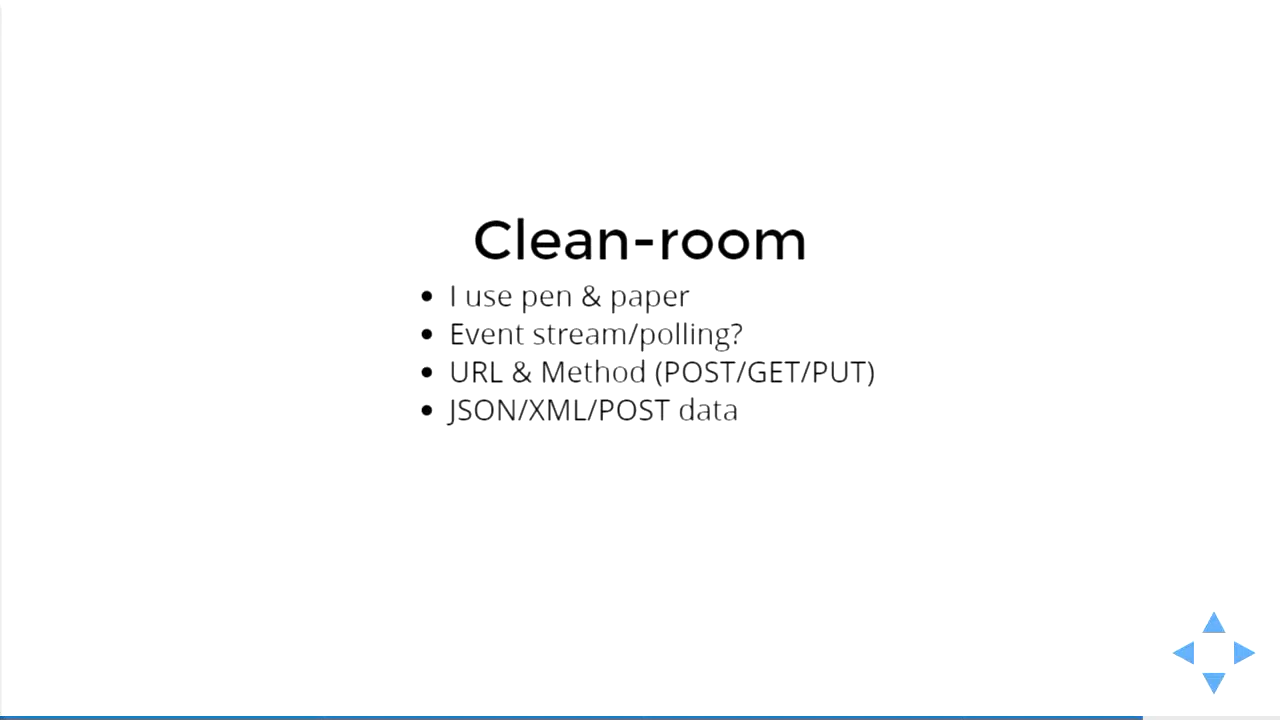 Clean-room
I use pen & paper
Event stream/polling?
URL & Method (POST/GET/PUT)
JSON/XML/POST data